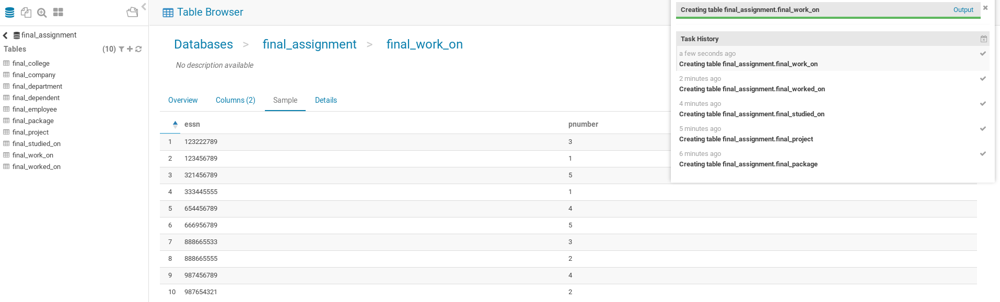 final_assignment
Tables (10)
final_college
final_company
final_department
final_dependent
final_employee
final_package
final_project
final_studied_on
final_work_on
final_worked_on
Table Browser
Databases > final_assignment > final_work_on
No description available
Overview Columns (2) Sample Details
essn pnumber
1 123222789 3
2 123456789 1
3 321456789 5
4 333445555 1
5 654456789 4
6 666956789 5
7 888665533 3
8 888665555 2
9 987456789 4
10 987654321 2
Creating table final_assignment.final_work_on Output
Task History
a few seconds ago
Creating table final_assignment.final_work_on
2 minutes ago
Creating table final_assignment.final_worked_on
4 minutes ago
Creating table final_assignment.final_studied_on
5 minutes ago
Creating table final_assignment.final_project
6 minutes ago
Creating table final_assignment.final_package